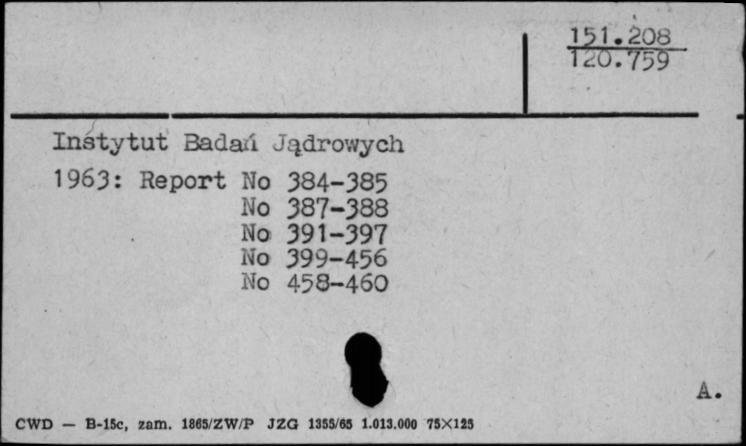 151.208
120.759
Instytut Badań Jądrowych
1963: Report No 384-385
No 387-388
No 391-397
No 399-456
No 458-460
A.
CWD — B-15c, zam. 1865/ZW/P JZG 1355/65 1.013.000 75×125